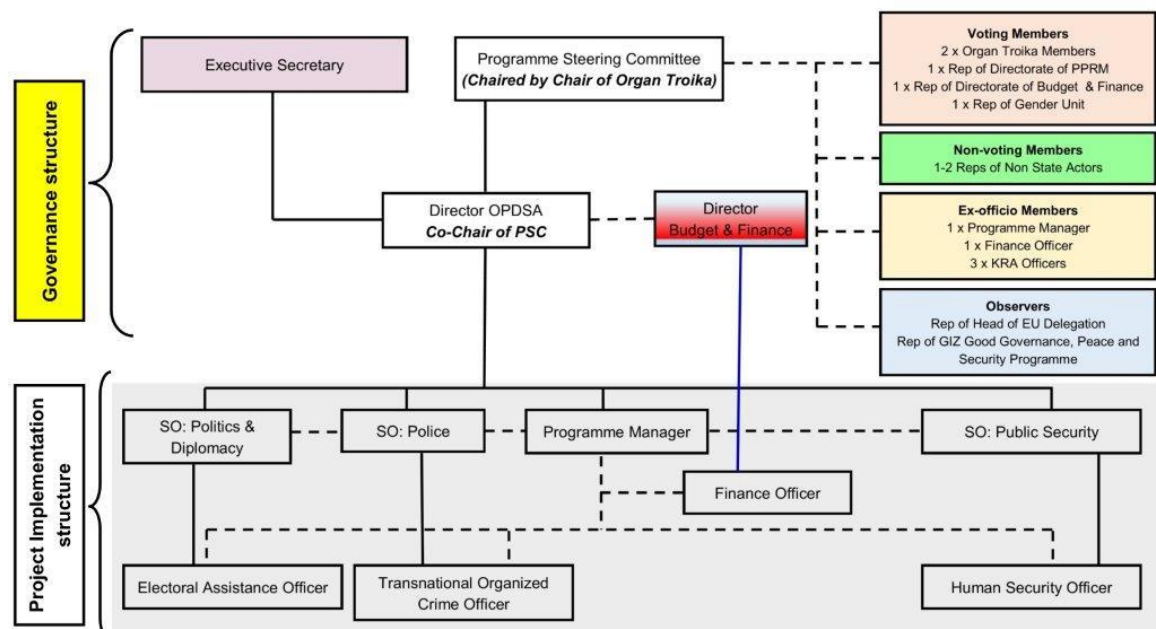 Governance structure
Executive Secretary
Programme Steering Committee
(Chaired by Chair of Organ Troika)
Voting Members
2 x Organ Troika Members
1 x Rep of Directorate of PPRM
1 x Rep of Directorate of Budget & Finance
1 x Rep of Gender Unit
Non-voting Members
1-2 Reps of Non State Actors
Director OPDSA
Co-Chair of PSC
Director
Budget & Finance
Ex-officio Members
1 x Programme Manager
1 x Finance Officer
3 x KRA Officers
Observers
Rep of Head of EU Delegation
Rep of GIZ Good Governance, Peace and
Security Programme
Project Implementation
structure
SO: Politics &
Diplomacy
SO: Police
Programme Manager
SO: Public Security
Finance Officer
Electoral Assistance Officer
Transnational Organized
Crime Officer
Human Security Officer